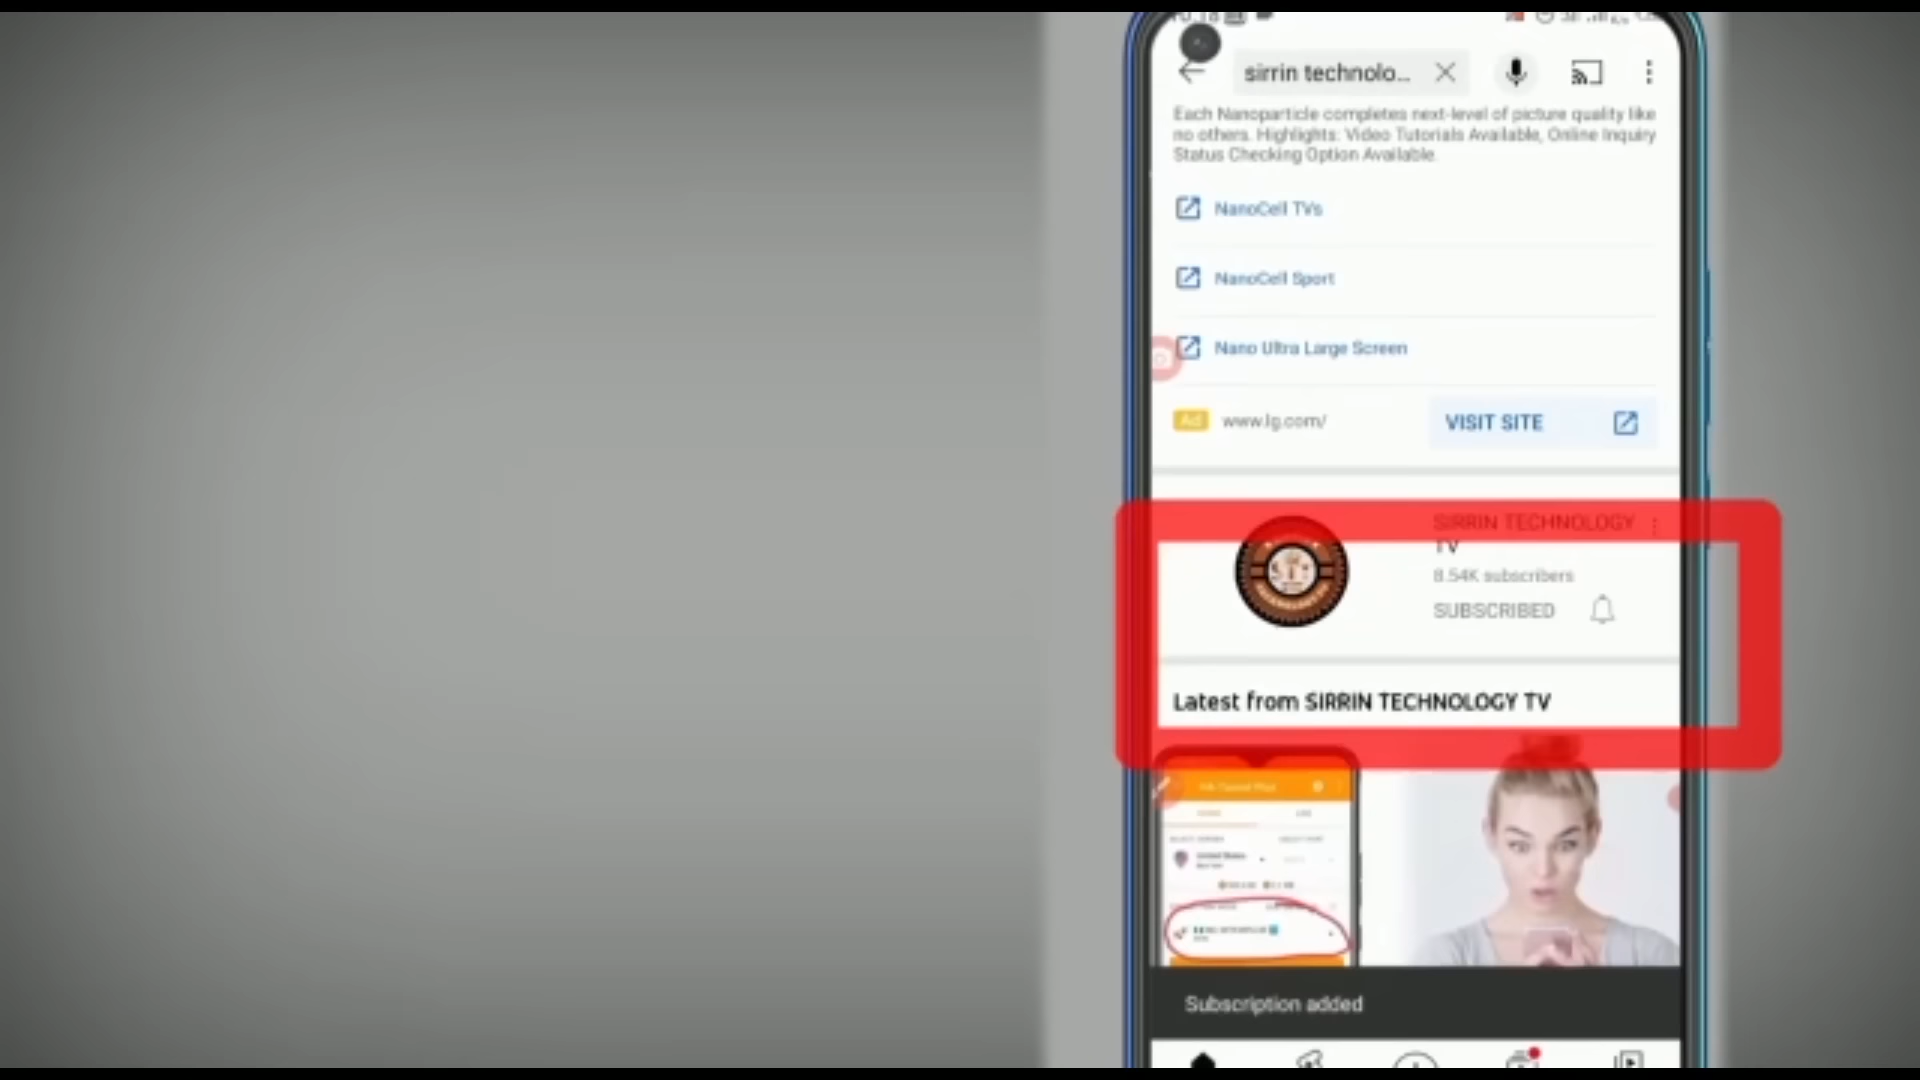 10:18
sirrin technolo...
Each Nanoparticle completes next-level of picture quality like
no others. Highlights: Video Tutorials Available, Online Inquiry
Status Checking Option Available.
NanoCell TVs
NanoCell Sport
Nano Ultra Large Screen
Ad www.lg.com/
VISIT SITE
SIRRIN TECHNOLOGY
TV
8.54K subscribers
SUBSCRIBED
Latest from SIRRIN TECHNOLOGY TV
Subscription added